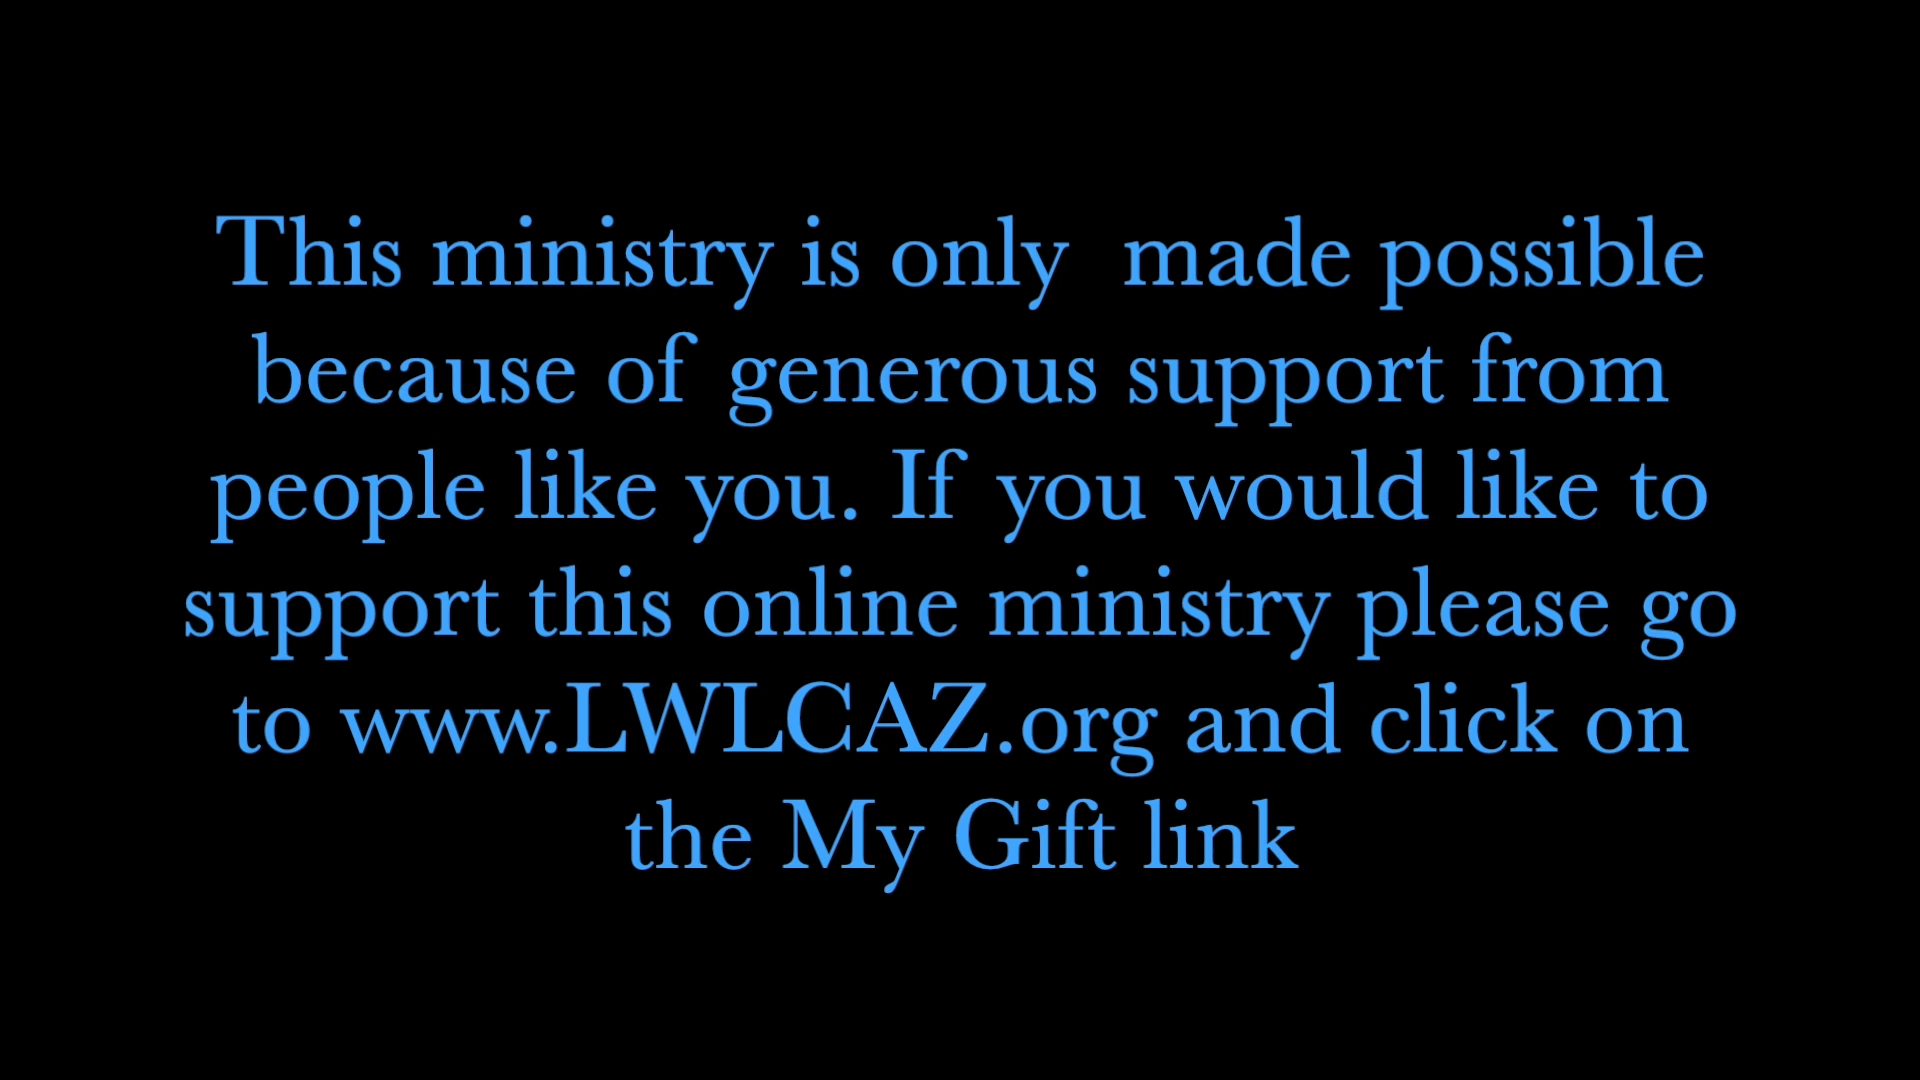 This ministry is only  made possible
because of generous support from
people like you. If you would like to
support this online ministry please go
to www.LWLCAZ.org and click on
the My Gift link